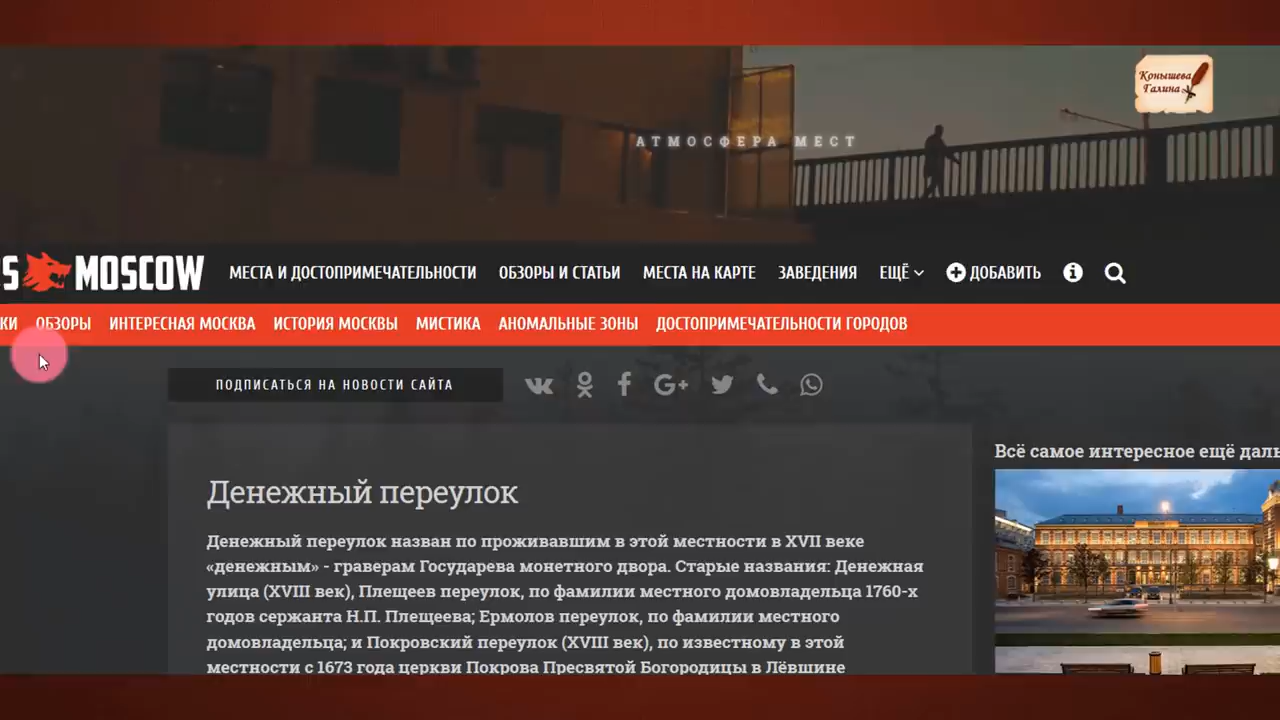 Конышева
Галина
АТМОСФЕРА МЕСТ
S MOSCOW
МЕСТА И ДОСТОПРИМЕЧАТЕЛЬНОСТИ ОБЗОРЫ И СТАТЬИ МЕСТА НА КАРТЕ ЗАВЕДЕНИЯ ЕЩЁ ДОБАВИТЬ
КИ ОБЗОРЫ ИНТЕРЕСНАЯ МОСКВА ИСТОРИЯ МОСКВЫ МИСТИКА АНОМАЛЬНЫЕ ЗОНЫ ДОСТОПРИМЕЧАТЕЛЬНОСТИ ГОРОДОВ
ПОДПИСАТЬСЯ НА НОВОСТИ САЙТА
Всё самое интересное ещё даль
Денежный переулок
Денежный переулок назван по проживавшим в этой местности в XVII веке
«денежным» - граверам Государева монетного двора. Старые названия: Денежная
улица (XVIII век), Плещеев переулок, по фамилии местного домовладельца 1760-х
годов сержанта Н.П. Плещеева; Ермолов переулок, по фамилии местного
домовладельца; и Покровский переулок (XVIII век), по известному в этой
местности с 1673 года церкви Покрова Пресвятой Богородицы в Лёвшине